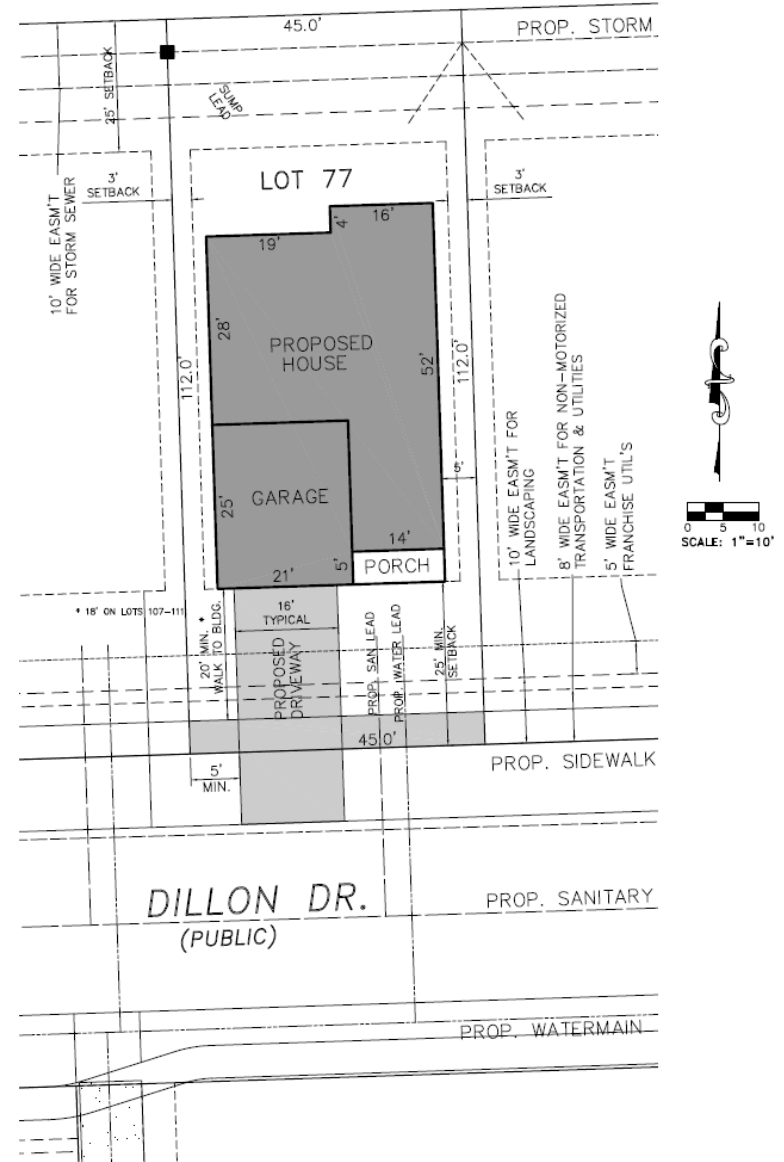 45.0'
PROP. STORM
25' SETBACK
SUMP
LEAD
LOT 77
3'
SETBACK
3'
SETBACK
10' WIDE EASM'T
FOR STORM SEWER
16'
4'
19'
28'
PROPOSED
HOUSE
52'
112.0'
112.0'
10' WIDE EASM'T FOR
LANDSCAPING
8' WIDE EASM'T FOR NON-MOTORIZED
TRANSPORTATION & UTILITIES
5' WIDE EASM'T
FRANCHISE UTIL'S
0 5 10
SCALE: 1"=10'
5'
GARAGE
25'
14'
5'
PORCH
21'
* 18' ON LOTS 107-111
16'
TYPICAL
20' MIN. *
WALK TO BLDG.
PROPOSED
DRIVEWAY
PROP. SAN LEAD
PROP. WATER LEAD
25' MIN.
SETBACK
45.0'
5'
MIN.
PROP. SIDEWALK
DILLON DR.
(PUBLIC)
PROP. SANITARY
PROP. WATERMAIN